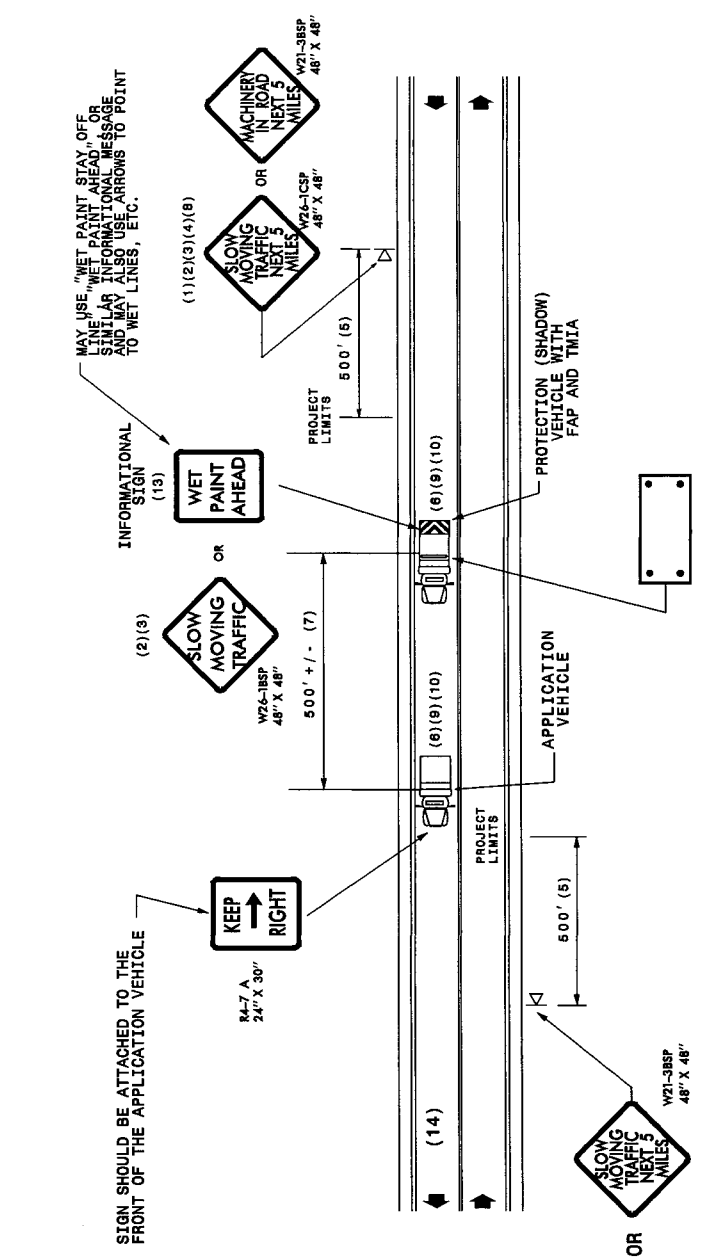 SIGN SHOULD BE ATTACHED TO THE
FRONT OF THE APPLICATION VEHICLE
KEEP
RIGHT
R4-7 A
24" X 30"
(2)(3)
SLOW
MOVING
TRAFFIC
W26-1BSP
48" X 48"
OR
INFORMATIONAL
SIGN
(13)
WET
PAINT
AHEAD
MAY USE "WET PAINT STAY OFF
LINE" "WET PAINT AHEAD", OR
SIMILAR INFORMATIONAL MESSAGE
AND MAY ALSO USE ARROWS TO POINT
TO WET LINES, ETC.
(1)(2)(3)(4)(8)
SLOW
MOVING
TRAFFIC
NEXT 5
MILES
W26-1CSP
48" X 48"
OR
MACHINERY
IN ROAD
NEXT 5
MILES
W21-3BSP
48" X 48"
500' +/- (7)
PROJECT
LIMITS
500' (5)
(14)
(6)(9)(10)
(6)(9)(10)
PROJECT
LIMITS
500' (5)
APPLICATION
VEHICLE
PROTECTION (SHADOW)
VEHICLE WITH
FAP AND TMIA
OR
SLOW
MOVING
TRAFFIC
NEXT 5
MILES
W21-3BSP
48" X 48"